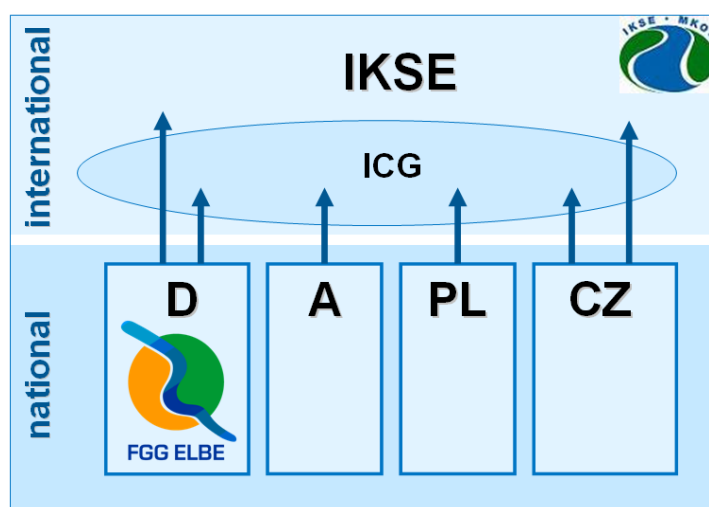 international
IKSE
IKSE • MKOL
ICG
national
D
A
PL
CZ
FGG ELBE